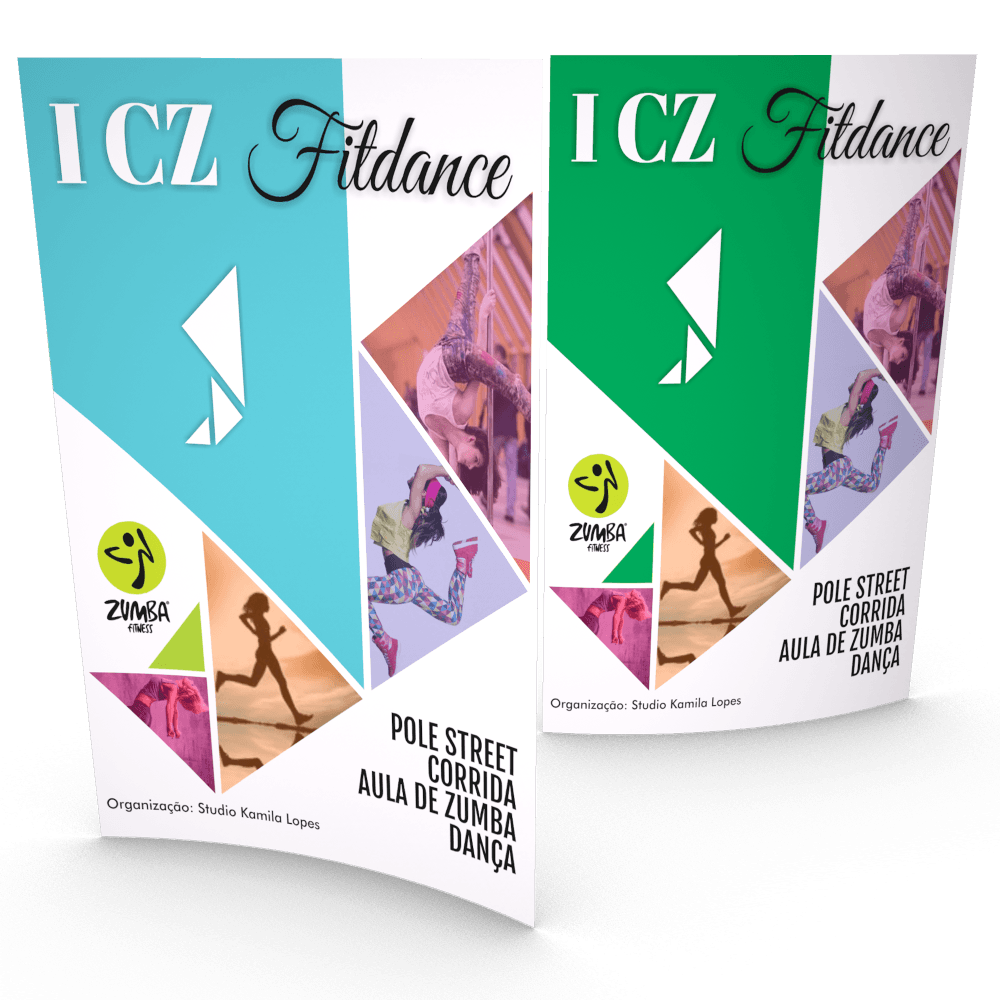 I CZ Fitdance
ZUMBA®
FITNESS
POLE STREET
CORRIDA
AULA DE ZUMBA
DANÇA
Organização: Studio Kamila Lopes
I CZ Fitdance
ZUMBA®
FITNESS
POLE STREET
CORRIDA
AULA DE ZUMBA
DANÇA
Organização: Studio Kamila Lopes